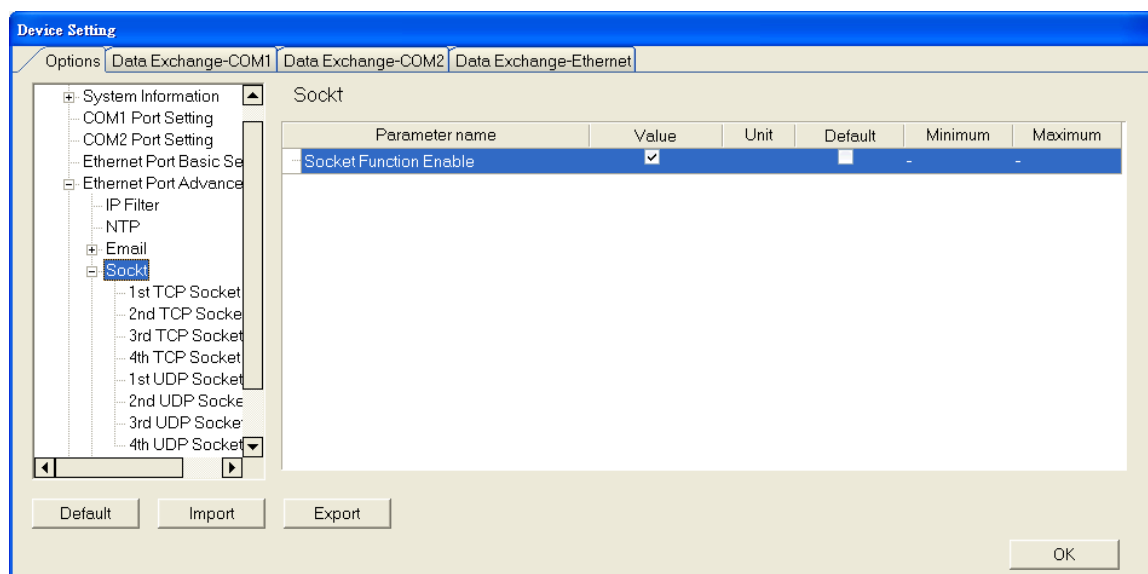 Device Setting
Options Data Exchange-COM1 Data Exchange-COM2 Data Exchange-Ethernet
System Information
COM1 Port Setting
COM2 Port Setting
Ethernet Port Basic Se
Ethernet Port Advance
IP Filter
NTP
Email
Sockt
1st TCP Socket
2nd TCP Socke
3rd TCP Socket
4th TCP Socket
1st UDP Socket
2nd UDP Socke
3rd UDP Socke
4th UDP Socket
Sockt
Parameter name Value Unit Default Minimum Maximum
Socket Function Enable - -
Default Import Export
OK